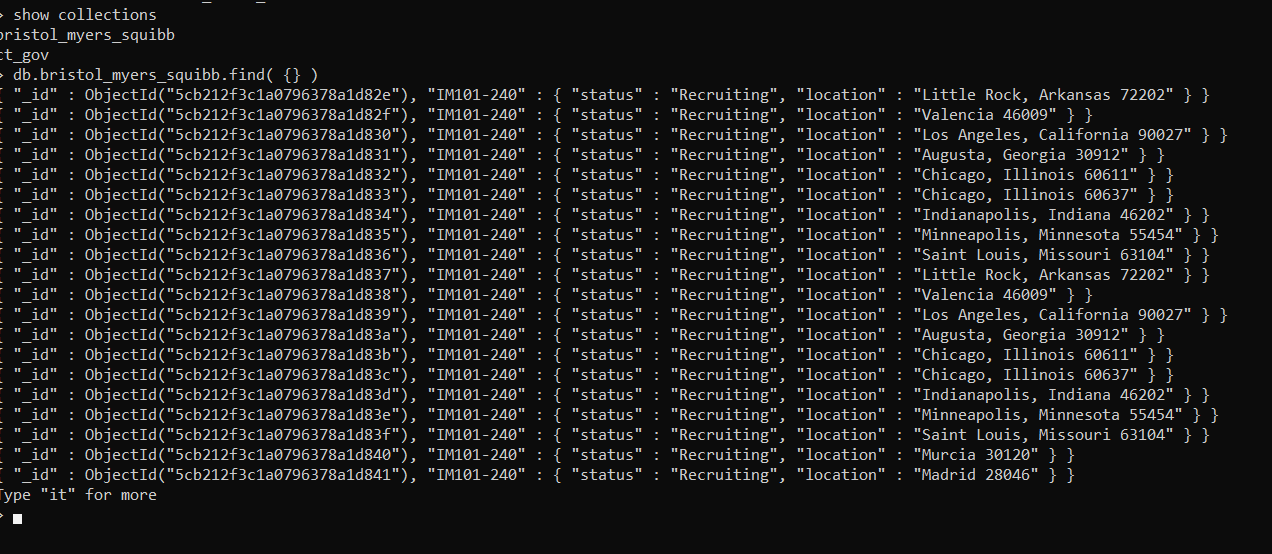 > show collections
bristol_myers_squibb
ct_gov
> db.bristol_myers_squibb.find( {} )
{ "_id" : ObjectId("5cb212f3c1a0796378a1d82e"), "IM101-240" : { "status" : "Recruiting", "location" : "Little Rock, Arkansas 72202" } }
{ "_id" : ObjectId("5cb212f3c1a0796378a1d82f"), "IM101-240" : { "status" : "Recruiting", "location" : "Valencia 46009" } }
{ "_id" : ObjectId("5cb212f3c1a0796378a1d830"), "IM101-240" : { "status" : "Recruiting", "location" : "Los Angeles, California 90027" } }
{ "_id" : ObjectId("5cb212f3c1a0796378a1d831"), "IM101-240" : { "status" : "Recruiting", "location" : "Augusta, Georgia 30912" } }
{ "_id" : ObjectId("5cb212f3c1a0796378a1d832"), "IM101-240" : { "status" : "Recruiting", "location" : "Chicago, Illinois 60611" } }
{ "_id" : ObjectId("5cb212f3c1a0796378a1d833"), "IM101-240" : { "status" : "Recruiting", "location" : "Chicago, Illinois 60637" } }
{ "_id" : ObjectId("5cb212f3c1a0796378a1d834"), "IM101-240" : { "status" : "Recruiting", "location" : "Indianapolis, Indiana 46202" } }
{ "_id" : ObjectId("5cb212f3c1a0796378a1d835"), "IM101-240" : { "status" : "Recruiting", "location" : "Minneapolis, Minnesota 55454" } }
{ "_id" : ObjectId("5cb212f3c1a0796378a1d836"), "IM101-240" : { "status" : "Recruiting", "location" : "Saint Louis, Missouri 63104" } }
{ "_id" : ObjectId("5cb212f3c1a0796378a1d837"), "IM101-240" : { "status" : "Recruiting", "location" : "Little Rock, Arkansas 72202" } }
{ "_id" : ObjectId("5cb212f3c1a0796378a1d838"), "IM101-240" : { "status" : "Recruiting", "location" : "Valencia 46009" } }
{ "_id" : ObjectId("5cb212f3c1a0796378a1d839"), "IM101-240" : { "status" : "Recruiting", "location" : "Los Angeles, California 90027" } }
{ "_id" : ObjectId("5cb212f3c1a0796378a1d83a"), "IM101-240" : { "status" : "Recruiting", "location" : "Augusta, Georgia 30912" } }
{ "_id" : ObjectId("5cb212f3c1a0796378a1d83b"), "IM101-240" : { "status" : "Recruiting", "location" : "Chicago, Illinois 60611" } }
{ "_id" : ObjectId("5cb212f3c1a0796378a1d83c"), "IM101-240" : { "status" : "Recruiting", "location" : "Chicago, Illinois 60637" } }
{ "_id" : ObjectId("5cb212f3c1a0796378a1d83d"), "IM101-240" : { "status" : "Recruiting", "location" : "Indianapolis, Indiana 46202" } }
{ "_id" : ObjectId("5cb212f3c1a0796378a1d83e"), "IM101-240" : { "status" : "Recruiting", "location" : "Minneapolis, Minnesota 55454" } }
{ "_id" : ObjectId("5cb212f3c1a0796378a1d83f"), "IM101-240" : { "status" : "Recruiting", "location" : "Saint Louis, Missouri 63104" } }
{ "_id" : ObjectId("5cb212f3c1a0796378a1d840"), "IM101-240" : { "status" : "Recruiting", "location" : "Murcia 30120" } }
{ "_id" : ObjectId("5cb212f3c1a0796378a1d841"), "IM101-240" : { "status" : "Recruiting", "location" : "Madrid 28046" } }
Type "it" for more
>